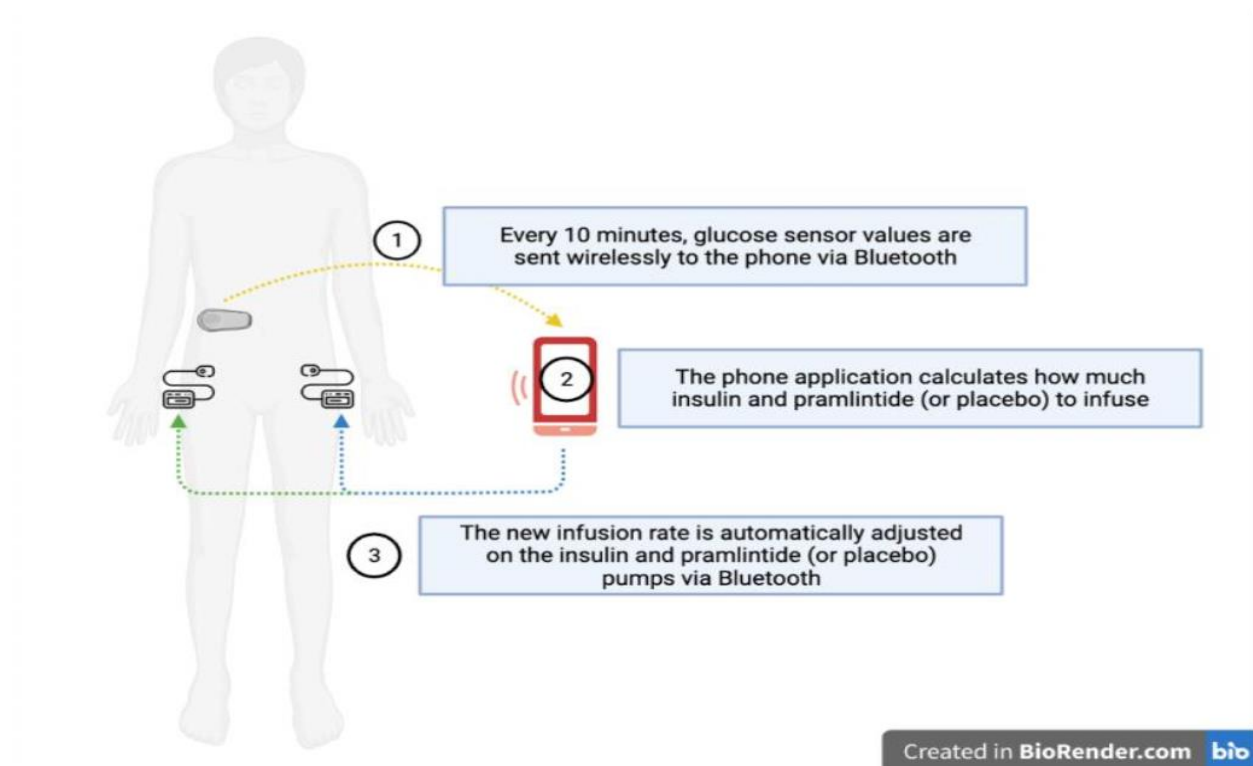 1
Every 10 minutes, glucose sensor values are
sent wirelessly to the phone via Bluetooth
2
The phone application calculates how much
insulin and pramlintide (or placebo) to infuse
3
The new infusion rate is automatically adjusted
on the insulin and pramlintide (or placebo)
pumps via Bluetooth
Created in BioRender.com bio